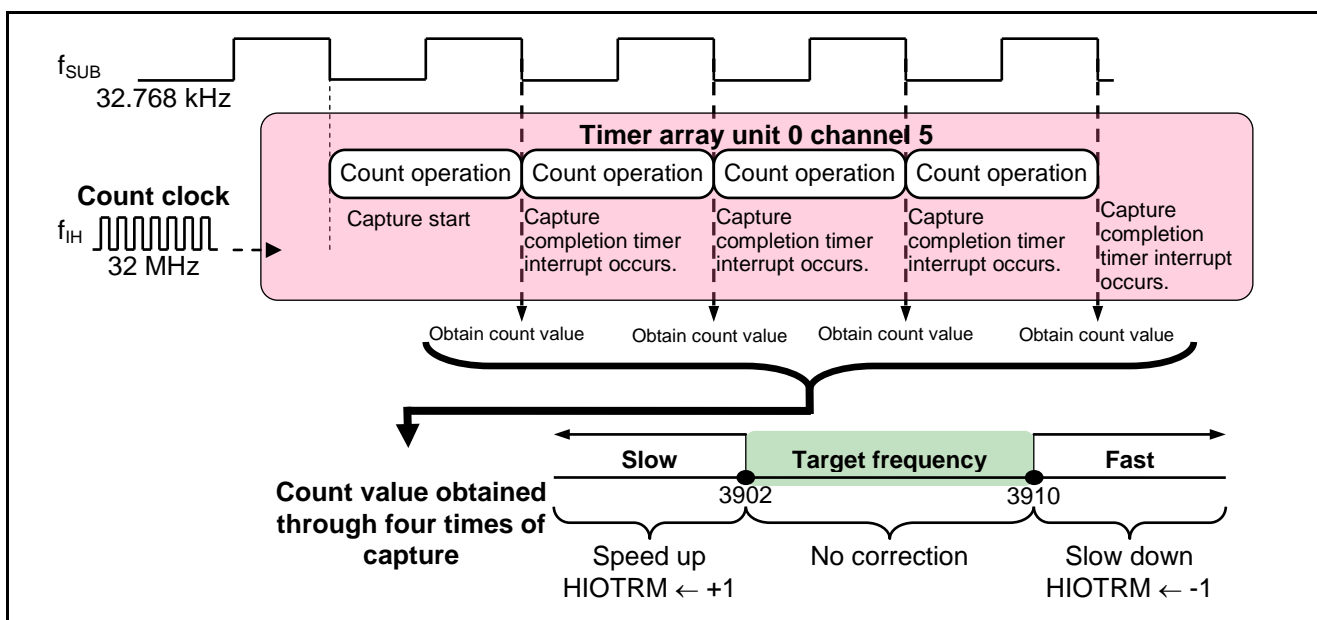 fSUB
32.768 kHz
Timer array unit 0 channel 5
Count operation
Count operation
Count operation
Count operation
Count clock
fIH
32 MHz
Capture start
Capture
completion timer
interrupt occurs.
Capture
completion timer
interrupt occurs.
Capture
completion timer
interrupt occurs.
Capture
completion
timer interrupt
occurs.
Obtain count value
Obtain count value
Obtain count value
Obtain count value
Slow
Target frequency
Fast
3902
3910
Count value obtained
through four times of
capture
Speed up
HIOTRM ← +1
No correction
Slow down
HIOTRM ← -1